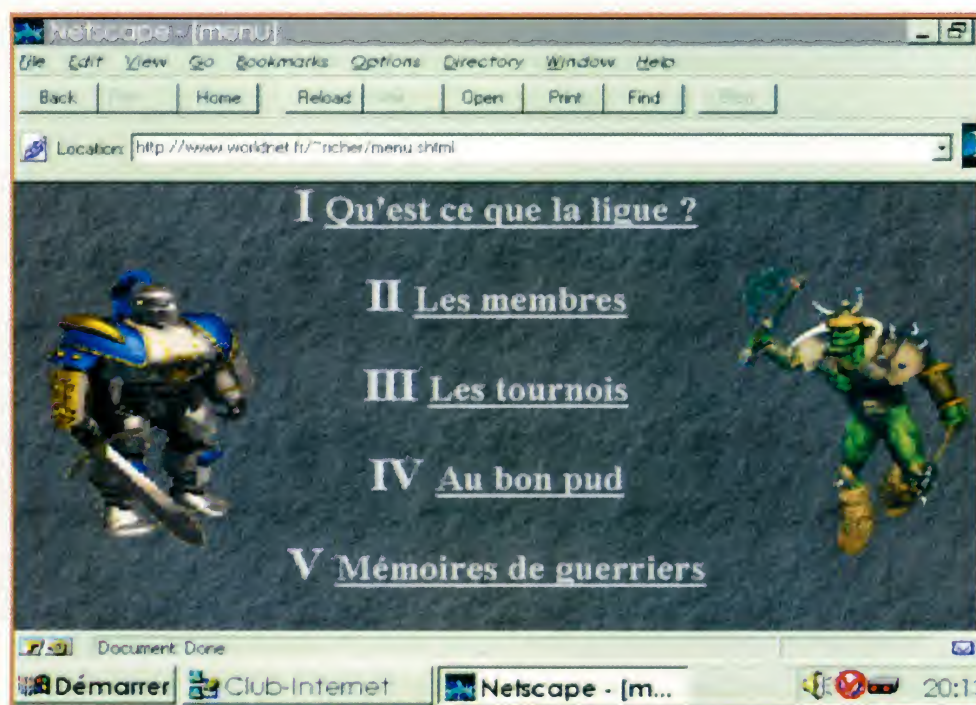 Netscape - [menu]
File Edit View Go Bookmarks Options Directory Window Help
Back Home Reload Open Print Find
Location: http://www.worldnet.fr/~richer/menu.shtml
I Qu'est ce que la ligue ?
II Les membres
III Les tournois
IV Au bon pud
V Mémoires de guerriers
Document: Done
Démarrer Club-Internet Netscape - [m...